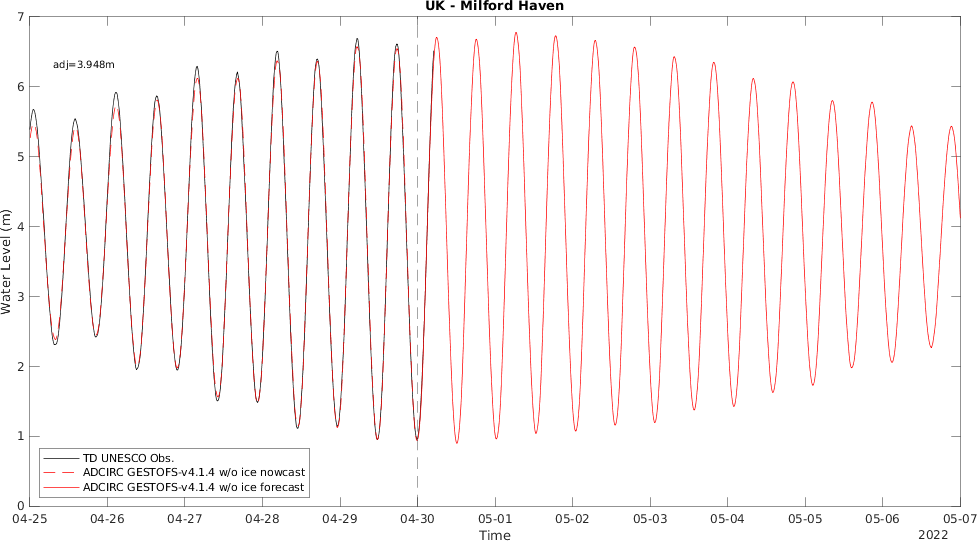 UK - Milford Haven
adj=3.948m
Water Level (m)
7
6
5
4
3
2
1
0
TD UNESCO Obs.
ADCIRC GESTOFS-v4.1.4 w/o ice nowcast
ADCIRC GESTOFS-v4.1.4 w/o ice forecast
04-25 04-26 04-27 04-28 04-29 04-30 05-01 05-02 05-03 05-04 05-05 05-06 05-07
Time
2022